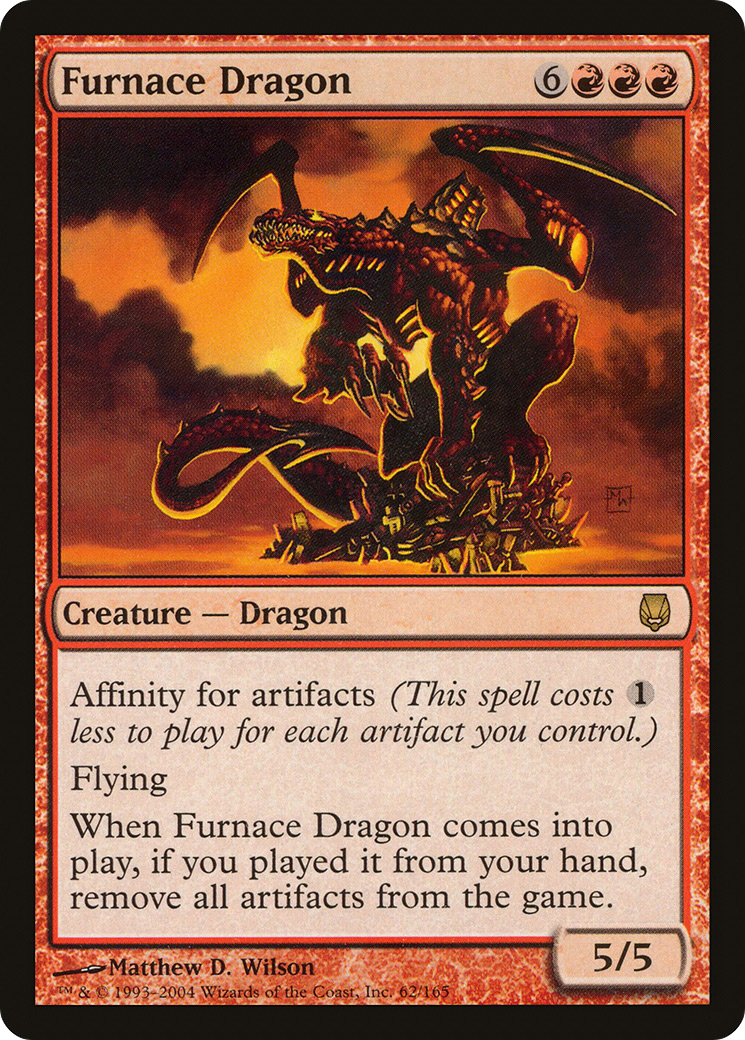 Furnace Dragon 6
MW
Creature — Dragon
Affinity for artifacts (This spell costs 1
less to play for each artifact you control.)
Flying
When Furnace Dragon comes into
play, if you played it from your hand,
remove all artifacts from the game.
5/5
Matthew D. Wilson
™ & © 1993–2004 Wizards of the Coast, Inc. 62/165